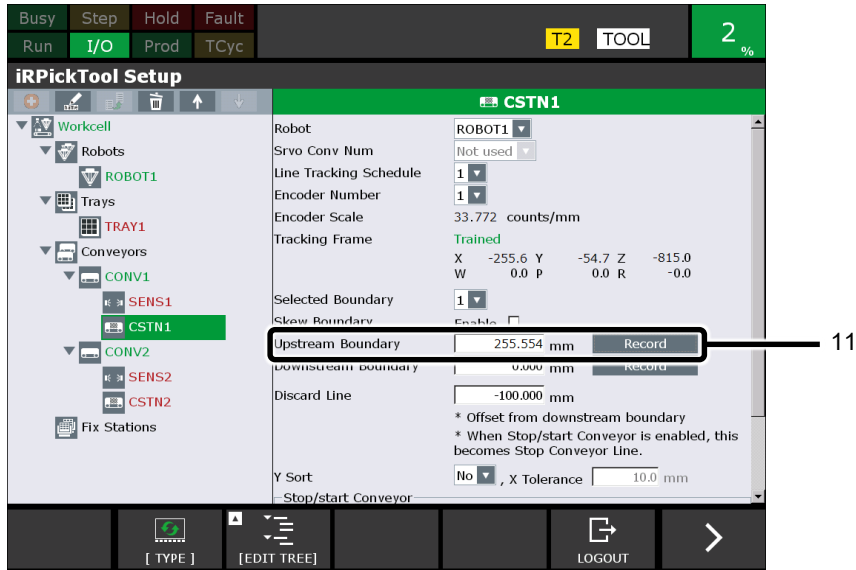 Busy Step Hold Fault
Run I/O Prod TCyc
T2 TOOL
2 %
iRPickTool Setup
CSTN1
Workcell
Robots
ROBOT1
Trays
TRAY1
Conveyors
CONV1
SENS1
CSTN1
CONV2
SENS2
CSTN2
Fix Stations
Robot ROBOT1
Srvo Conv Num Not used
Line Tracking Schedule 1
Encoder Number 1
Encoder Scale 33.772 counts/mm
Tracking Frame Trained
X -255.6 Y -54.7 Z -815.0
W 0.0 P 0.0 R -0.0
Selected Boundary 1
Skew Boundary Enable
Upstream Boundary 255.554 mm Record
11
Downstream Boundary 0.000 mm Record
Discard Line -100.000 mm
* Offset from downstream boundary
* When Stop/start Conveyor is enabled, this
becomes Stop Conveyor Line.
Y Sort No , X Tolerance 10.0 mm
Stop/start Conveyor
[ TYPE ] [EDIT TREE] LOGOUT